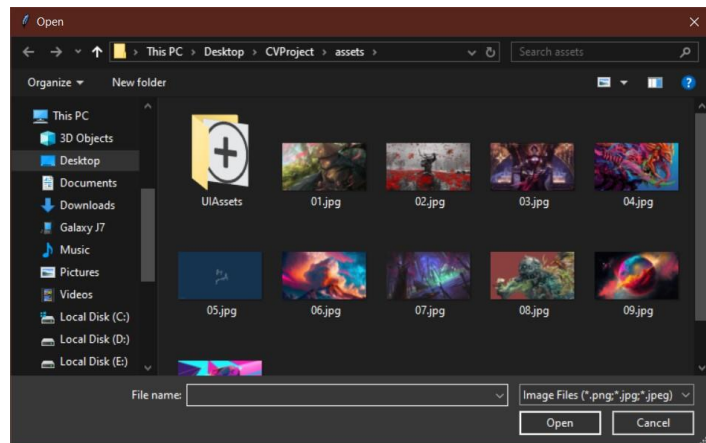 Open
This PC > Desktop > CVProject > assets >
Search assets
Organize
New folder
This PC
3D Objects
Desktop
Documents
Downloads
Galaxy J7
Music
Pictures
Videos
Local Disk (C:)
Local Disk (D:)
Local Disk (E:)
UIAssets
01.jpg
02.jpg
03.jpg
04.jpg
05.jpg
06.jpg
07.jpg
08.jpg
09.jpg
File name:
Image Files (*.png;*.jpg;*.jpeg)
Open
Cancel